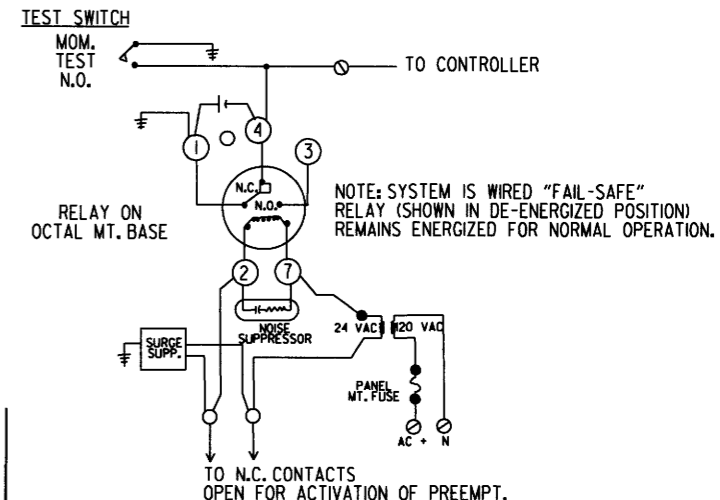 TEST SWITCH
MOM.
TEST
N.O.
TO CONTROLLER
1
4
3
N.C.
N.O.
RELAY ON
OCTAL MT. BASE
NOTE: SYSTEM IS WIRED "FAIL-SAFE"
RELAY (SHOWN IN DE-ENERGIZED POSITION)
REMAINS ENERGIZED FOR NORMAL OPERATION.
2
7
NOISE
SUPPRESSOR
24 VAC
120 VAC
SURGE
SUPP.
PANEL
MT. FUSE
AC + N
TO N.C. CONTACTS
OPEN FOR ACTIVATION OF PREEMPT.